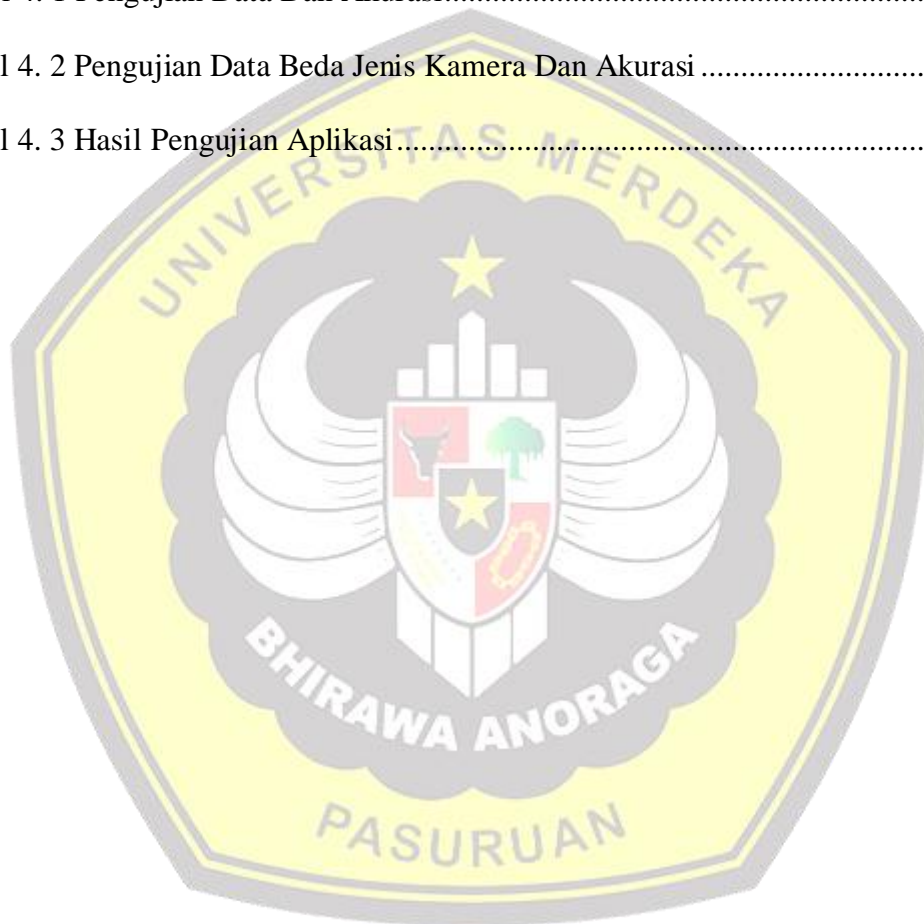 l 4. 2 Pengujian Data Beda Jenis Kamera Dan Akurasi ............................
l 4. 3 Hasil Pengujian Aplikasi ..................................................................
UNIVERSITAS MERDEKA
BHIRAWA ANORAGA
PASURUAN